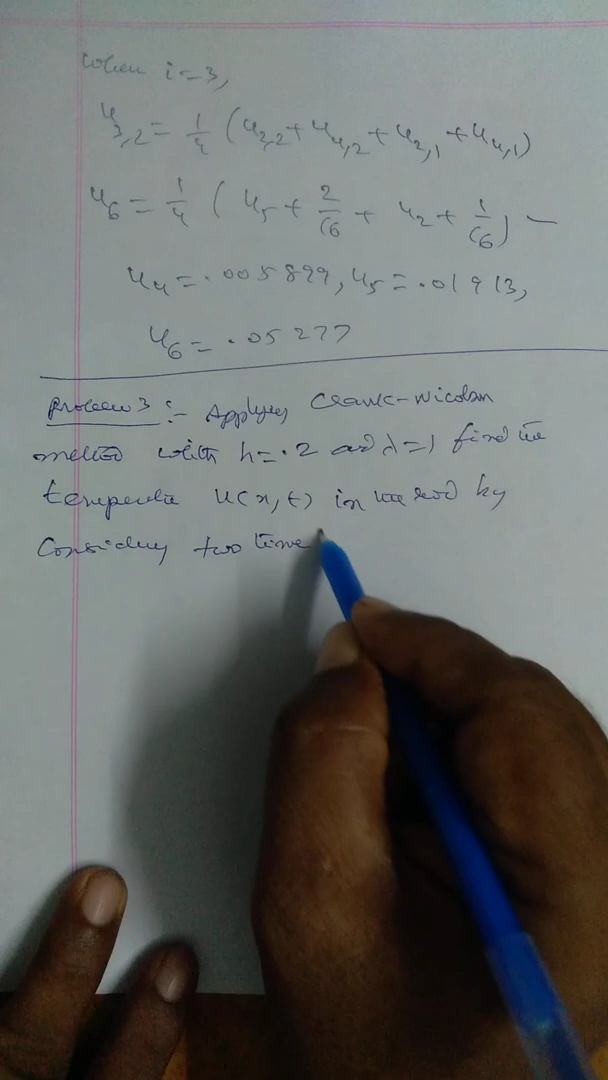 when i=3,
u3,2 = 1/4 (u2,2 + u4,2 + u2,1 + u4,1)
u6 = 1/4 ( u5 + 2/16 + u2 + 1/16 ) —
u4 = .005899, u5 = .01913,
u6 = .05277
Problem 3 :- Applying Crank-Nicolson
method with h=.2 and λ=1 find the
u(x,t) in the rod by
two time